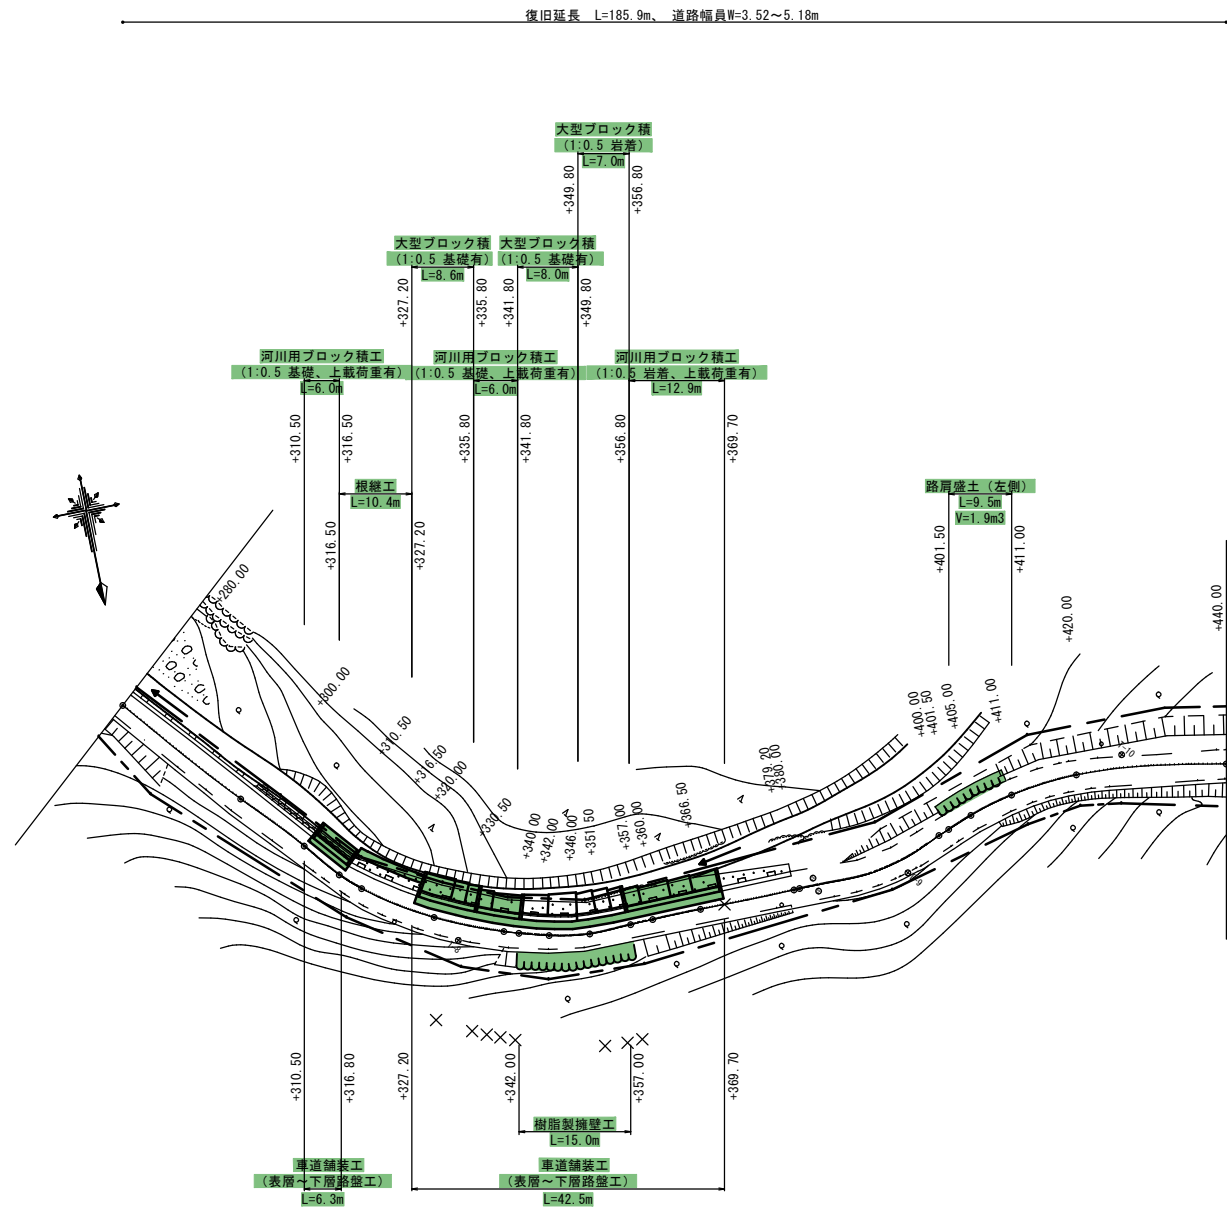 復旧延長　L=185.9m、　道路幅員W=3.52～5.18m
大型ブロック積
(1:0.5 岩着)
L=7.0m
+349.80
+356.80
大型ブロック積
(1:0.5 基礎有)
L=8.6m
大型ブロック積
(1:0.5 基礎有)
L=8.0m
+327.20
+335.80
+341.80
+349.80
河川用ブロック積工
(1:0.5 基礎、上載荷重有)
L=6.0m
河川用ブロック積工
(1:0.5 基礎、上載荷重有)
L=6.0m
河川用ブロック積工
(1:0.5 岩着、上載荷重有)
L=12.9m
+310.50
+316.50
+335.80
+341.80
+356.80
+369.70
根継工
L=10.4m
+316.50
+327.20
路肩盛土（左側）
L=9.5m
V=1.9m3
+401.50
+411.00
+280.00
+300.00
+310.50
+316.50
+320.00
+330.50
+340.00
+342.00
+346.00
+351.50
+357.00
+360.00
+366.50
+379.20
+380.00
+400.00
+401.50
+405.00
+411.00
+420.00
+440.00
+310.50
+316.80
+327.20
+342.00
+357.00
+369.70
樹脂製擁壁工
L=15.0m
車道舗装工
(表層～下層路盤工)
L=6.3m
車道舗装工
(表層～下層路盤工)
L=42.5m